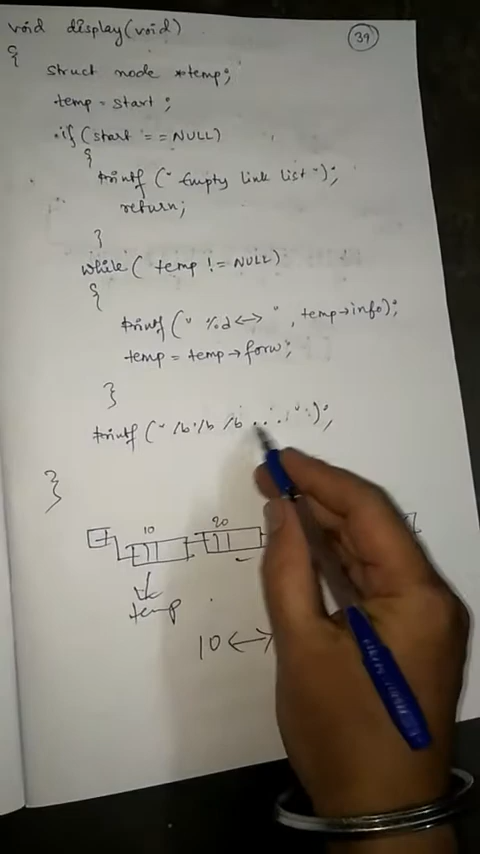 39
void display(void)
{
struct node *temp;
temp = start;
if (start == NULL)
{
printf (" Empty link list ");
return;
}
while ( temp != NULL)
{
printf (" %d<-> ", temp→info);
temp = temp→forw;
}
printf (" /b /b /b . . . . ");
}
10 20
temp
10 ↔